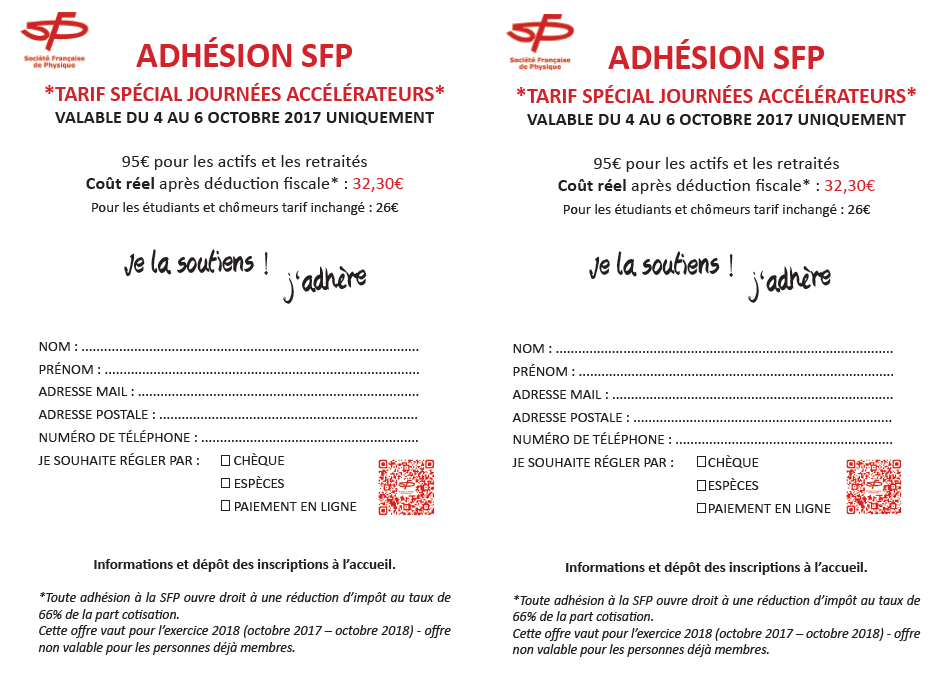 SFP
Société Française
de Physique
ADHÉSION SFP
*TARIF SPÉCIAL JOURNÉES ACCÉLÉRATEURS*
VALABLE DU 4 AU 6 OCTOBRE 2017 UNIQUEMENT
95€ pour les actifs et les retraités
Coût réel après déduction fiscale* : 32,30€
Pour les étudiants et chômeurs tarif inchangé : 26€
Je la soutiens !
j'adhère
NOM : ................................................................................
PRÉNOM : ................................................................................
ADRESSE MAIL : ................................................................................
ADRESSE POSTALE : ................................................................................
NUMÉRO DE TÉLÉPHONE : ................................................................................
JE SOUHAITE RÉGLER PAR : ☐ CHÈQUE
☐ ESPÈCES
☐ PAIEMENT EN LIGNE
Informations et dépôt des inscriptions à l’accueil.
*Toute adhésion à la SFP ouvre droit à une réduction d’impôt au taux de
66% de la part cotisation.
Cette offre vaut pour l’exercice 2018 (octobre 2017 – octobre 2018) - offre
non valable pour les personnes déjà membres.
SFP
Société Française
de Physique
ADHÉSION SFP
*TARIF SPÉCIAL JOURNÉES ACCÉLÉRATEURS*
VALABLE DU 4 AU 6 OCTOBRE 2017 UNIQUEMENT
95€ pour les actifs et les retraités
Coût réel après déduction fiscale* : 32,30€
Pour les étudiants et chômeurs tarif inchangé : 26€
Je la soutiens !
j'adhère
NOM : ................................................................................
PRÉNOM : ................................................................................
ADRESSE MAIL : ................................................................................
ADRESSE POSTALE : ................................................................................
NUMÉRO DE TÉLÉPHONE : ................................................................................
JE SOUHAITE RÉGLER PAR : ☐CHÈQUE
☐ESPÈCES
☐PAIEMENT EN LIGNE
Informations et dépôt des inscriptions à l’accueil.
*Toute adhésion à la SFP ouvre droit à une réduction d’impôt au taux de
66% de la part cotisation.
Cette offre vaut pour l’exercice 2018 (octobre 2017 – octobre 2018) - offre
non valable pour les personnes déjà membres.